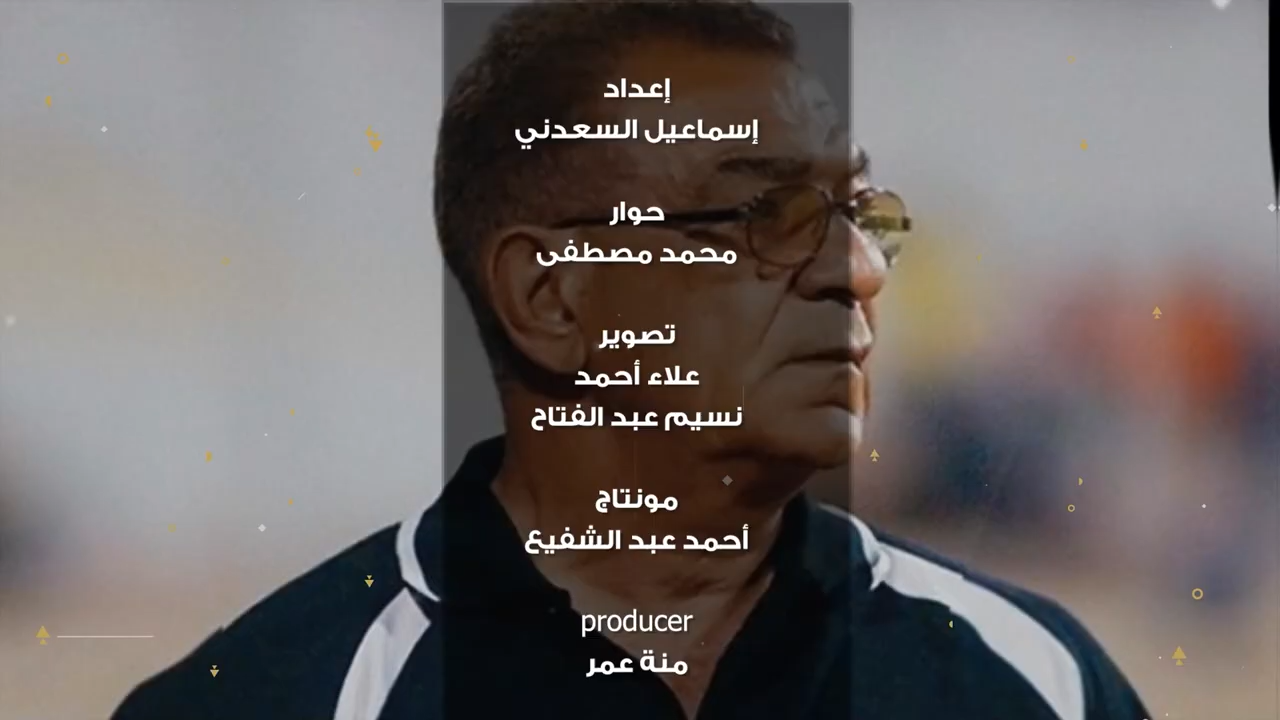 إعداد
إسماعيل السعدني
حوار
محمد مصطفى
تصوير
علاء أحمد
نسيم عبد الفتاح
مونتاج
أحمد عبد الشفيع
producer
منة عمر